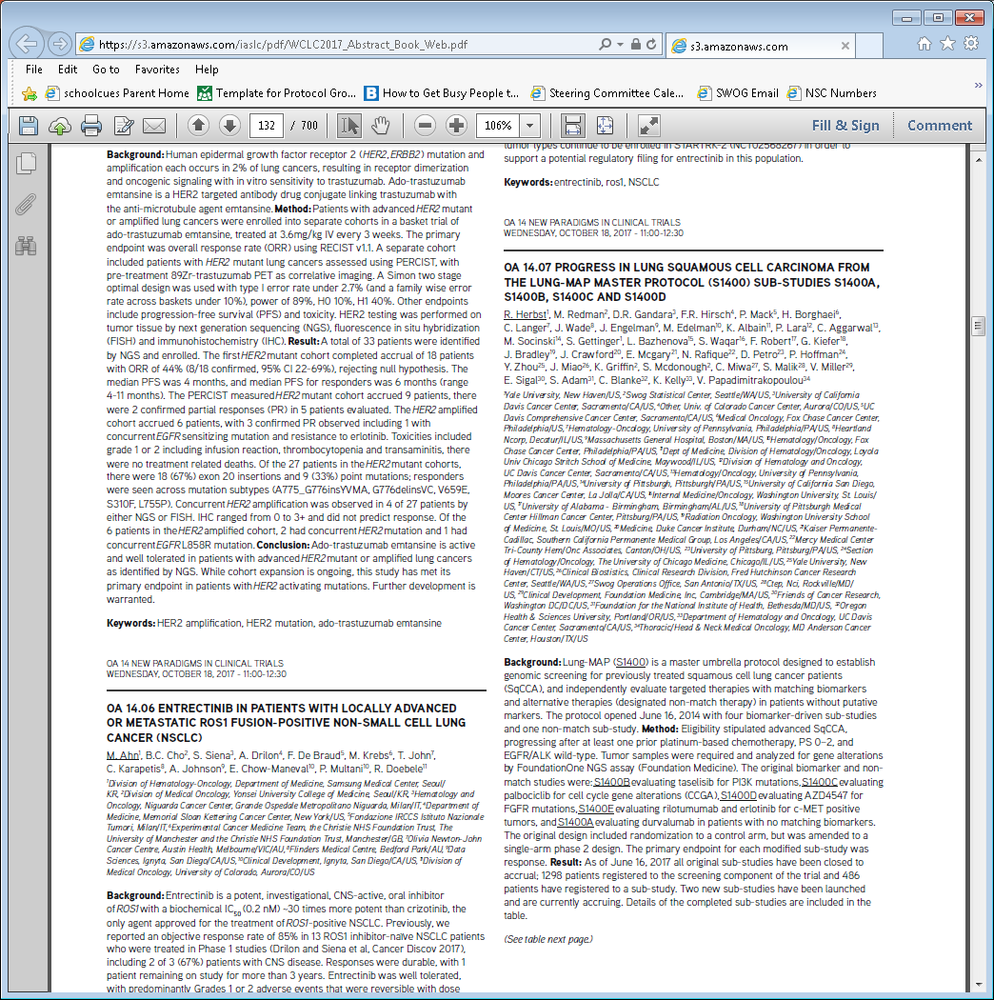 https://s3.amazonaws.com/iaslc/pdf/WCLC2017_Abstract_Book_Web.pdf
s3.amazonaws.com
File Edit Go to Favorites Help
schoolcues Parent Home Template for Protocol Gro... How to Get Busy People t... Steering Committee Cale... SWOG Email NSC Numbers
132 / 700 106% Fill & Sign Comment
Background: Human epidermal growth factor receptor 2 (HER2, ERBB2) mutation and
amplification each occurs in 2% of lung cancers, resulting in receptor dimerization
and oncogenic signaling with in vitro sensitivity to trastuzumab. Ado-trastuzumab
emtansine is a HER2 targeted antibody drug conjugate linking trastuzumab with
the anti-microtubule agent emtansine. Method: Patients with advanced HER2 mutant
or amplified lung cancers were enrolled into separate cohorts in a basket trial of
ado-trastuzumab emtansine, treated at 3.6mg/kg IV every 3 weeks. The primary
endpoint was overall response rate (ORR) using RECIST v1.1. A separate cohort
included patients with HER2 mutant lung cancers assessed using PERCIST, with
pre-treatment 89Zr-trastuzumab PET as correlative imaging. A Simon two stage
optimal design was used with type I error rate under 2.7% (and a family wise error
rate across baskets under 10%), power of 89%, H0 10%, H1 40%. Other endpoints
include progression-free survival (PFS) and toxicity. HER2 testing was performed on
tumor tissue by next generation sequencing (NGS), fluorescence in situ hybridization
(FISH) and immunohistochemistry (IHC). Result: A total of 33 patients were identified
by NGS and enrolled. The first HER2 mutant cohort completed accrual of 18 patients
with ORR of 44% (8/18 confirmed, 95% CI 22-69%), rejecting null hypothesis. The
median PFS was 4 months, and median PFS for responders was 6 months (range
4-11 months). The PERCIST measured HER2 mutant cohort accrued 9 patients, there
were 2 confirmed partial responses (PR) in 5 patients evaluated. The HER2 amplified
cohort accrued 6 patients, with 3 confirmed PR observed including 1 with
concurrent EGFR sensitizing mutation and resistance to erlotinib. Toxicities included
grade 1 or 2 including infusion reaction, thrombocytopenia and transaminitis, there
were no treatment related deaths. Of the 27 patients in the HER2 mutant cohorts,
there were 18 (67%) exon 20 insertions and 9 (33%) point mutations; responders
were seen across mutation subtypes (A775_G776insYVMA, G776delinsVC, V659E,
S310F, L755P). Concurrent HER2 amplification was observed in 4 of 27 patients by
either NGS or FISH. IHC ranged from 0 to 3+ and did not predict response. Of the
6 patients in the HER2 amplified cohort, 2 had concurrent HER2 mutation and 1 had
concurrent EGFR L858R mutation. Conclusion: Ado-trastuzumab emtansine is active
and well tolerated in patients with advanced HER2 mutant or amplified lung cancers
as identified by NGS. While cohort expansion is ongoing, this study has met its
primary endpoint in patients with HER2 activating mutations. Further development is
warranted.
Keywords: HER2 amplification, HER2 mutation, ado-trastuzumab emtansine
OA 14 NEW PARADIGMS IN CLINICAL TRIALS
WEDNESDAY, OCTOBER 18, 2017 - 11:00-12:30
OA 14.06 ENTRECTINIB IN PATIENTS WITH LOCALLY ADVANCED
OR METASTATIC ROS1 FUSION-POSITIVE NON-SMALL CELL LUNG
CANCER (NSCLC)
M. Ahn¹, B.C. Cho², S. Siena³, A. Drilon⁴, F. De Braud⁵, M. Krebs⁶, T. John⁷,
C. Karapetis⁸, A. Johnson⁹, E. Chow-Maneval¹⁰, P. Multani¹⁰, R. Doebele¹¹
¹Division of Hematology-Oncology, Department of Medicine, Samsung Medical Center, Seoul/
KR, ²Division of Medical Oncology, Yonsei University College of Medicine, Seoul/KR, ³Hematology and
Oncology, Niguarda Cancer Center, Grande Ospedale Metropolitano Niguarda, Milan/IT, ⁴Department of
Medicine, Memorial Sloan Kettering Cancer Center, New York/US, ⁵Fondazione IRCCS Istituto Nazionale
Tumori, Milan/IT, ⁶Experimental Cancer Medicine Team, the Christie NHS Foundation Trust, The
University of Manchester and the Christie NHS Foundation Trust, Manchester/GB, ⁷Olivia Newton-John
Cancer Centre, Austin Health, Melbourne/VIC/AU, ⁸Flinders Medical Centre, Bedford Park/AU, ⁹Data
Sciences, Ignyta, San Diego/CA/US, ¹⁰Clinical Development, Ignyta, San Diego/CA/US, ¹¹Division of
Medical Oncology, University of Colorado, Aurora/CO/US
Background: Entrectinib is a potent, investigational, CNS-active, oral inhibitor
of ROS1 with a biochemical IC50 (0.2 nM) ~30 times more potent than crizotinib, the
only agent approved for the treatment of ROS1-positive NSCLC. Previously, we
reported an objective response rate of 85% in 13 ROS1 inhibitor-naïve NSCLC patients
who were treated in Phase 1 studies (Drilon and Siena et al, Cancer Discov 2017),
including 2 of 3 (67%) patients with CNS disease. Responses were durable, with 1
patient remaining on study for more than 3 years. Entrectinib was well tolerated,
with predominantly Grades 1 or 2 adverse events that were reversible with dose
tumor types continue to be enrolled in STARTRK-2 (NCT02568267) in order to
support a potential regulatory filing for entrectinib in this population.
Keywords: entrectinib, ros1, NSCLC
OA 14 NEW PARADIGMS IN CLINICAL TRIALS
WEDNESDAY, OCTOBER 18, 2017 - 11:00-12:30
OA 14.07 PROGRESS IN LUNG SQUAMOUS CELL CARCINOMA FROM
THE LUNG-MAP MASTER PROTOCOL (S1400) SUB-STUDIES S1400A,
S1400B, S1400C AND S1400D
R. Herbst¹, M. Redman², D.R. Gandara³, F.R. Hirsch⁴, P. Mack⁵, H. Borghaei⁶,
C. Langer⁷, J. Wade⁸, J. Engelman⁹, M. Edelman¹⁰, K. Albain¹¹, P. Lara¹², C. Aggarwal¹³,
M. Socinski¹⁴, S. Gettinger¹, L. Bazhenova¹⁵, S. Waqar¹⁶, F. Robert¹⁷, G. Kiefer¹⁸,
J. Bradley¹⁹, J. Crawford²⁰, E. Mcgary²¹, N. Rafique²², D. Petro²³, P. Hoffman²⁴,
Y. Zhou²⁵, J. Miao²⁶, K. Griffin², S. Mcdonough², C. Miwa²⁷, S. Malik²⁸, V. Miller²⁹,
E. Sigal³⁰, S. Adam³¹, C. Blanke³², K. Kelly³³, V. Papadimitrakopoulou³⁴
¹Yale University, New Haven/US, ²Swog Statistical Center, Seattle/WA/US, ³University of California
Davis Cancer Center, Sacramento/CA/US, ⁴Other, Univ. of Colorado Cancer Center, Aurora/CO/US, ⁵UC
Davis Comprehensive Cancer Center, Sacramento/CA/US, ⁶Medical Oncology, Fox Chase Cancer Center,
Philadelphia/US, ⁷Hematology-Oncology, University of Pennsylvania, Philadelphia/PA/US, ⁸Heartland
Ncorp, Decatur/IL/US, ⁹Massachusetts General Hospital, Boston/MA/US, ¹⁰Hematology/Oncology, Fox
Chase Cancer Center, Philadelphia/PA/US, ¹¹Dept of Medicine, Division of Hematology/Oncology, Loyola
Univ Chicago Stritch School of Medicine, Maywood/IL/US, ¹²Division of Hematology and Oncology,
UC Davis Cancer Center, Sacramento/CA/US, ¹³Hematology/Oncology, University of Pennsylvania,
Philadelphia/PA/US, ¹⁴University of Pittsburgh, Pittsburgh/PA/US, ¹⁵University of California San Diego,
Moores Cancer Center, La Jolla/CA/US, ¹⁶Internal Medicine/Oncology, Washington University, St. Louis/
US, ¹⁷University of Alabama - Birmingham, Birmingham/AL/US, ¹⁸University of Pittsburgh Medical
Center Hillman Cancer Center, Pittsburg/PA/US, ¹⁹Radiation Oncology, Washington University School
of Medicine, St. Louis/MO/US, ²⁰Medicine, Duke Cancer Institute, Durham/NC/US, ²¹Kaiser Permanente-
Cadillac, Southern California Permanente Medical Group, Los Angeles/CA/US, ²²Mercy Medical Center
Tri-County Hem/Onc Associates, Canton/OH/US, ²³University of Pittsburg, Pittsburg/PA/US, ²⁴Section
of Hematology/Oncology, The University of Chicago Medicine, Chicago/IL/US, ²⁵Yale University, New
Haven/CT/US, ²⁶Clinical Biostistics, Clinical Research Division, Fred Hutchinson Cancer Research
Center, Seattle/WA/US, ²⁷Swog Operations Office, San Antonio/TX/US, ²⁸Ctep, Nci, Rockville/MD/
US, ²⁹Clinical Development, Foundation Medicine, Inc, Cambridge/MA/US, ³⁰Friends of Cancer Research,
Washington DC/DC/US, ³¹Foundation for the National Institute of Health, Bethesda/MD/US, ³²Oregon
Health & Sciences University, Portland/OR/US, ³³Department of Hematology and Oncology, UC Davis
Cancer Center, Sacramento/CA/US, ³⁴Thoracic/Head & Neck Medical Oncology, MD Anderson Cancer
Center, Houston/TX/US
Background: Lung-MAP (S1400) is a master umbrella protocol designed to establish
genomic screening for previously treated squamous cell lung cancer patients
(SqCCA), and independently evaluate targeted therapies with matching biomarkers
and alternative therapies (designated non-match therapy) in patients without putative
markers. The protocol opened June 16, 2014 with four biomarker-driven sub-studies
and one non-match sub-study. Method: Eligibility stipulated advanced SqCCA,
progressing after at least one prior platinum-based chemotherapy, PS 0–2, and
EGFR/ALK wild-type. Tumor samples were required and analyzed for gene alterations
by FoundationOne NGS assay (Foundation Medicine). The original biomarker and non-
match studies were: S1400B evaluating taselisib for PI3K mutations, S1400C evaluating
palbociclib for cell cycle gene alterations (CCGA), S1400D evaluating AZD4547 for
FGFR mutations, S1400E evaluating rilotumumab and erlotinib for c-MET positive
tumors, and S1400A evaluating durvalumab in patients with no matching biomarkers.
The original design included randomization to a control arm, but was amended to a
single-arm phase 2 design. The primary endpoint for each modified sub-study was
response. Result: As of June 16, 2017 all original sub-studies have been closed to
accrual; 1298 patients registered to the screening component of the trial and 486
patients have registered to a sub-study. Two new sub-studies have been launched
and are currently accruing. Details of the completed sub-studies are included in the
table.
(See table next page.)